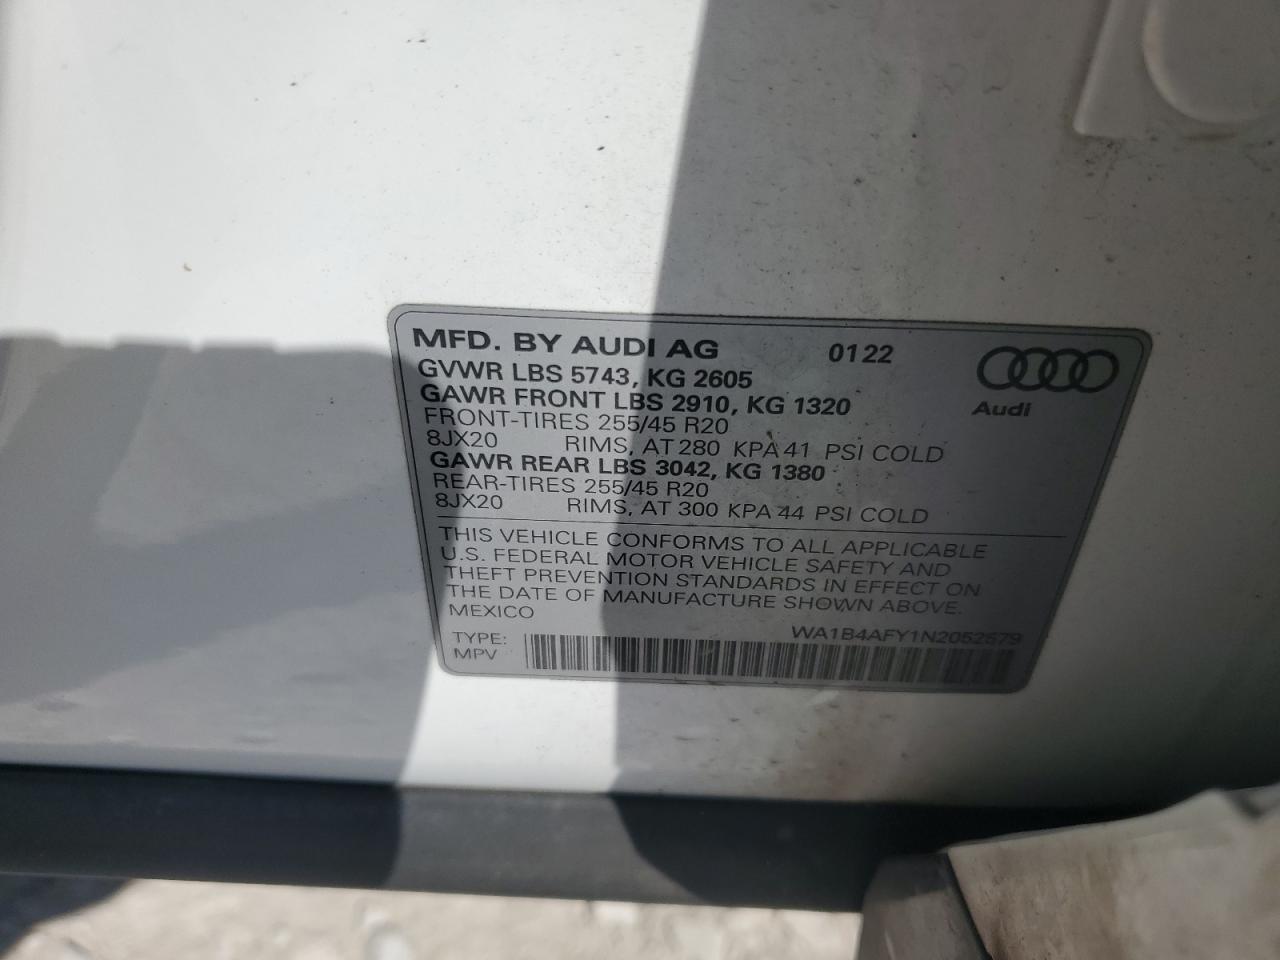 MFD. BY AUDI AG 0122
GVWR LBS 5743, KG 2605
GAWR FRONT LBS 2910, KG 1320
Audi
FRONT-TIRES 255/45 R20
8JX20 RIMS, AT 280 KPA 41 PSI COLD
GAWR REAR LBS 3042, KG 1380
REAR-TIRES 255/45 R20
8JX20 RIMS, AT 300 KPA 44 PSI COLD
THIS VEHICLE CONFORMS TO ALL APPLICABLE
U.S. FEDERAL MOTOR VEHICLE SAFETY AND
THEFT PREVENTION STANDARDS IN EFFECT ON
THE DATE OF MANUFACTURE SHOWN ABOVE.
MEXICO
WA1B4AFY1N2052679
TYPE:
MPV